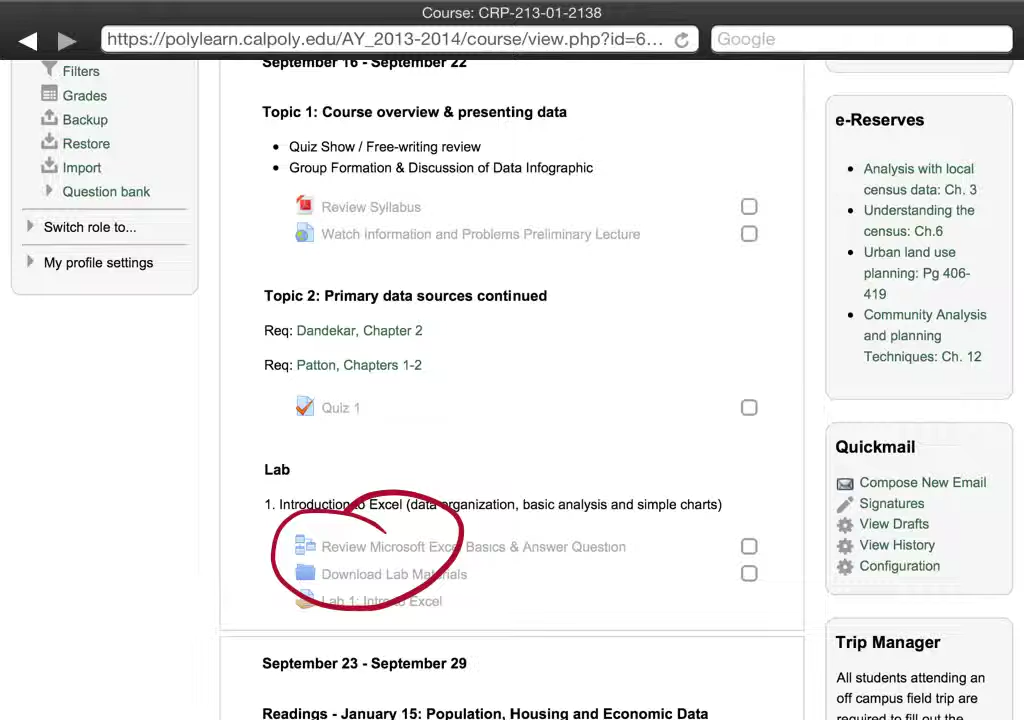 Course: CRP-213-01-2138
https://polylearn.calpoly.edu/AY_2013-2014/course/view.php?id=6...
Google
Filters
Grades
Backup
Restore
Import
Question bank
Switch role to...
My profile settings
September 16 - September 22
Topic 1: Course overview & presenting data
Quiz Show / Free-writing review
Group Formation & Discussion of Data Infographic
Review Syllabus
Watch Information and Problems Preliminary Lecture
Topic 2: Primary data sources continued
Req: Dandekar, Chapter 2
Req: Patton, Chapters 1-2
Quiz 1
Lab
1. Introduction to Excel (data organization, basic analysis and simple charts)
Review Microsoft Excel Basics & Answer Question
Download Lab Materials
Lab 1: Intro to Excel
September 23 - September 29
Readings - January 15: Population, Housing and Economic Data
e-Reserves
Analysis with local
census data: Ch. 3
Understanding the
census: Ch.6
Urban land use
planning: Pg 406-
419
Community Analysis
and planning
Techniques: Ch. 12
Quickmail
Compose New Email
Signatures
View Drafts
View History
Configuration
Trip Manager
All students attending an
off campus field trip are
required to fill out the